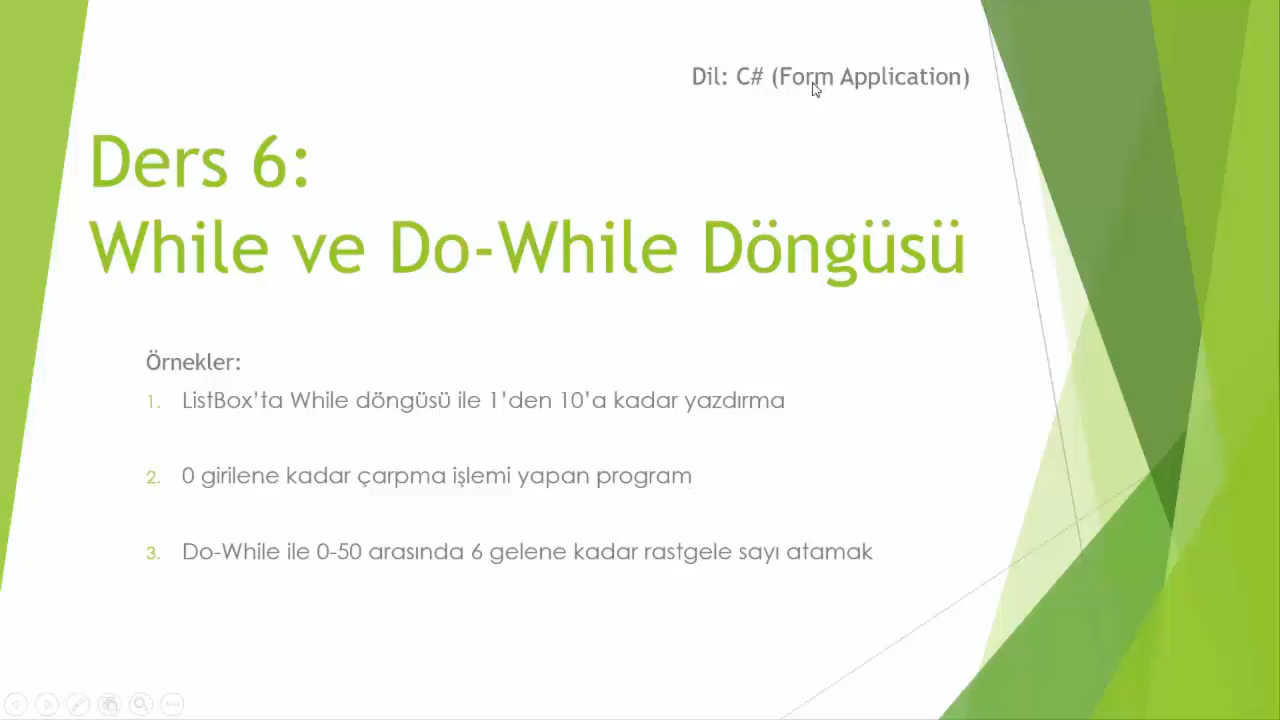 Dil: C# (Form Application)
Ders 6:
While ve Do-While Döngüsü
Örnekler:
1. ListBox’ta While döngüsü ile 1’den 10’a kadar yazdırma
2. 0 girilene kadar çarpma işlemi yapan program
3. Do-While ile 0-50 arasında 6 gelene kadar rastgele sayı atamak